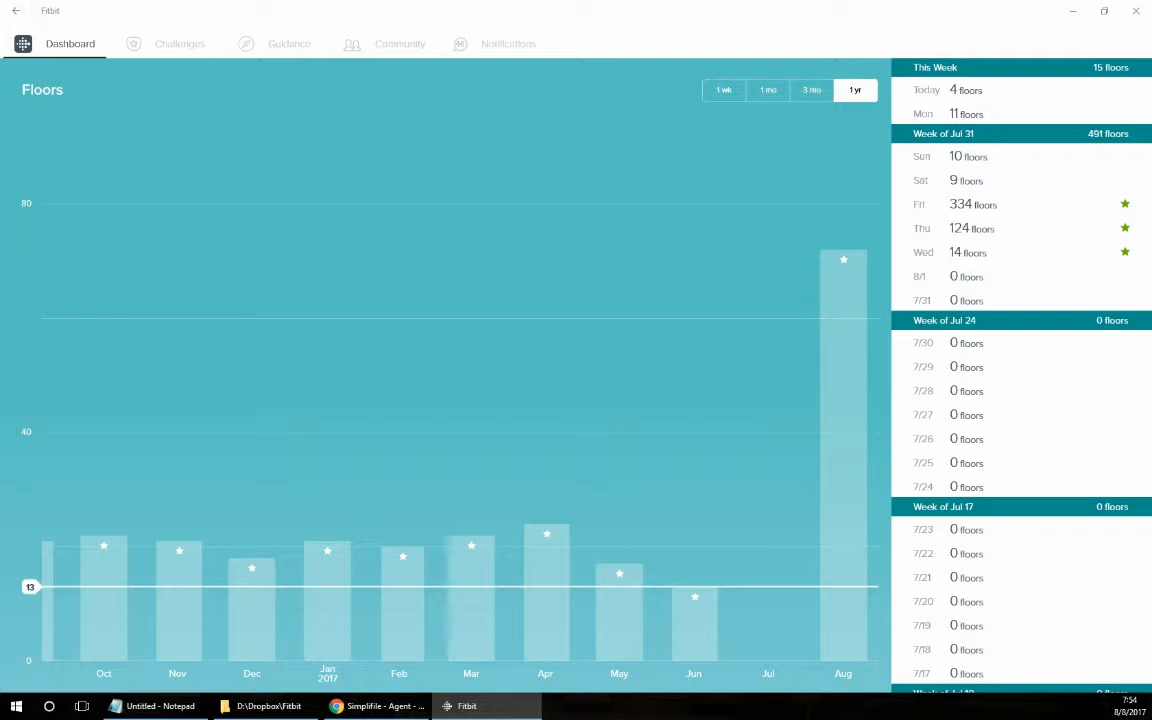 Fitbit
Dashboard
Challenges
Guidance
Community
46
Notifications
Floors
1 wk
1 mo
3 mo
1 yr
80
40
13
0
Oct
Nov
Dec
Jan
2017
Feb
Mar
Apr
May
Jun
Jul
Aug
This Week 15 floors
Today 4 floors
Mon 11 floors
Week of Jul 31 491 floors
Sun 10 floors
Sat 9 floors
Fri 334 floors
Thu 124 floors
Wed 14 floors
8/1 0 floors
7/31 0 floors
Week of Jul 24 0 floors
7/30 0 floors
7/29 0 floors
7/28 0 floors
7/27 0 floors
7/26 0 floors
7/25 0 floors
7/24 0 floors
Week of Jul 17 0 floors
7/23 0 floors
7/22 0 floors
7/21 0 floors
7/20 0 floors
7/19 0 floors
7/18 0 floors
7/17 0 floors
Untitled - Notepad
D:\Dropbox\Fitbit
Simplifile - Agent - ...
Fitbit
7:54
8/8/2017